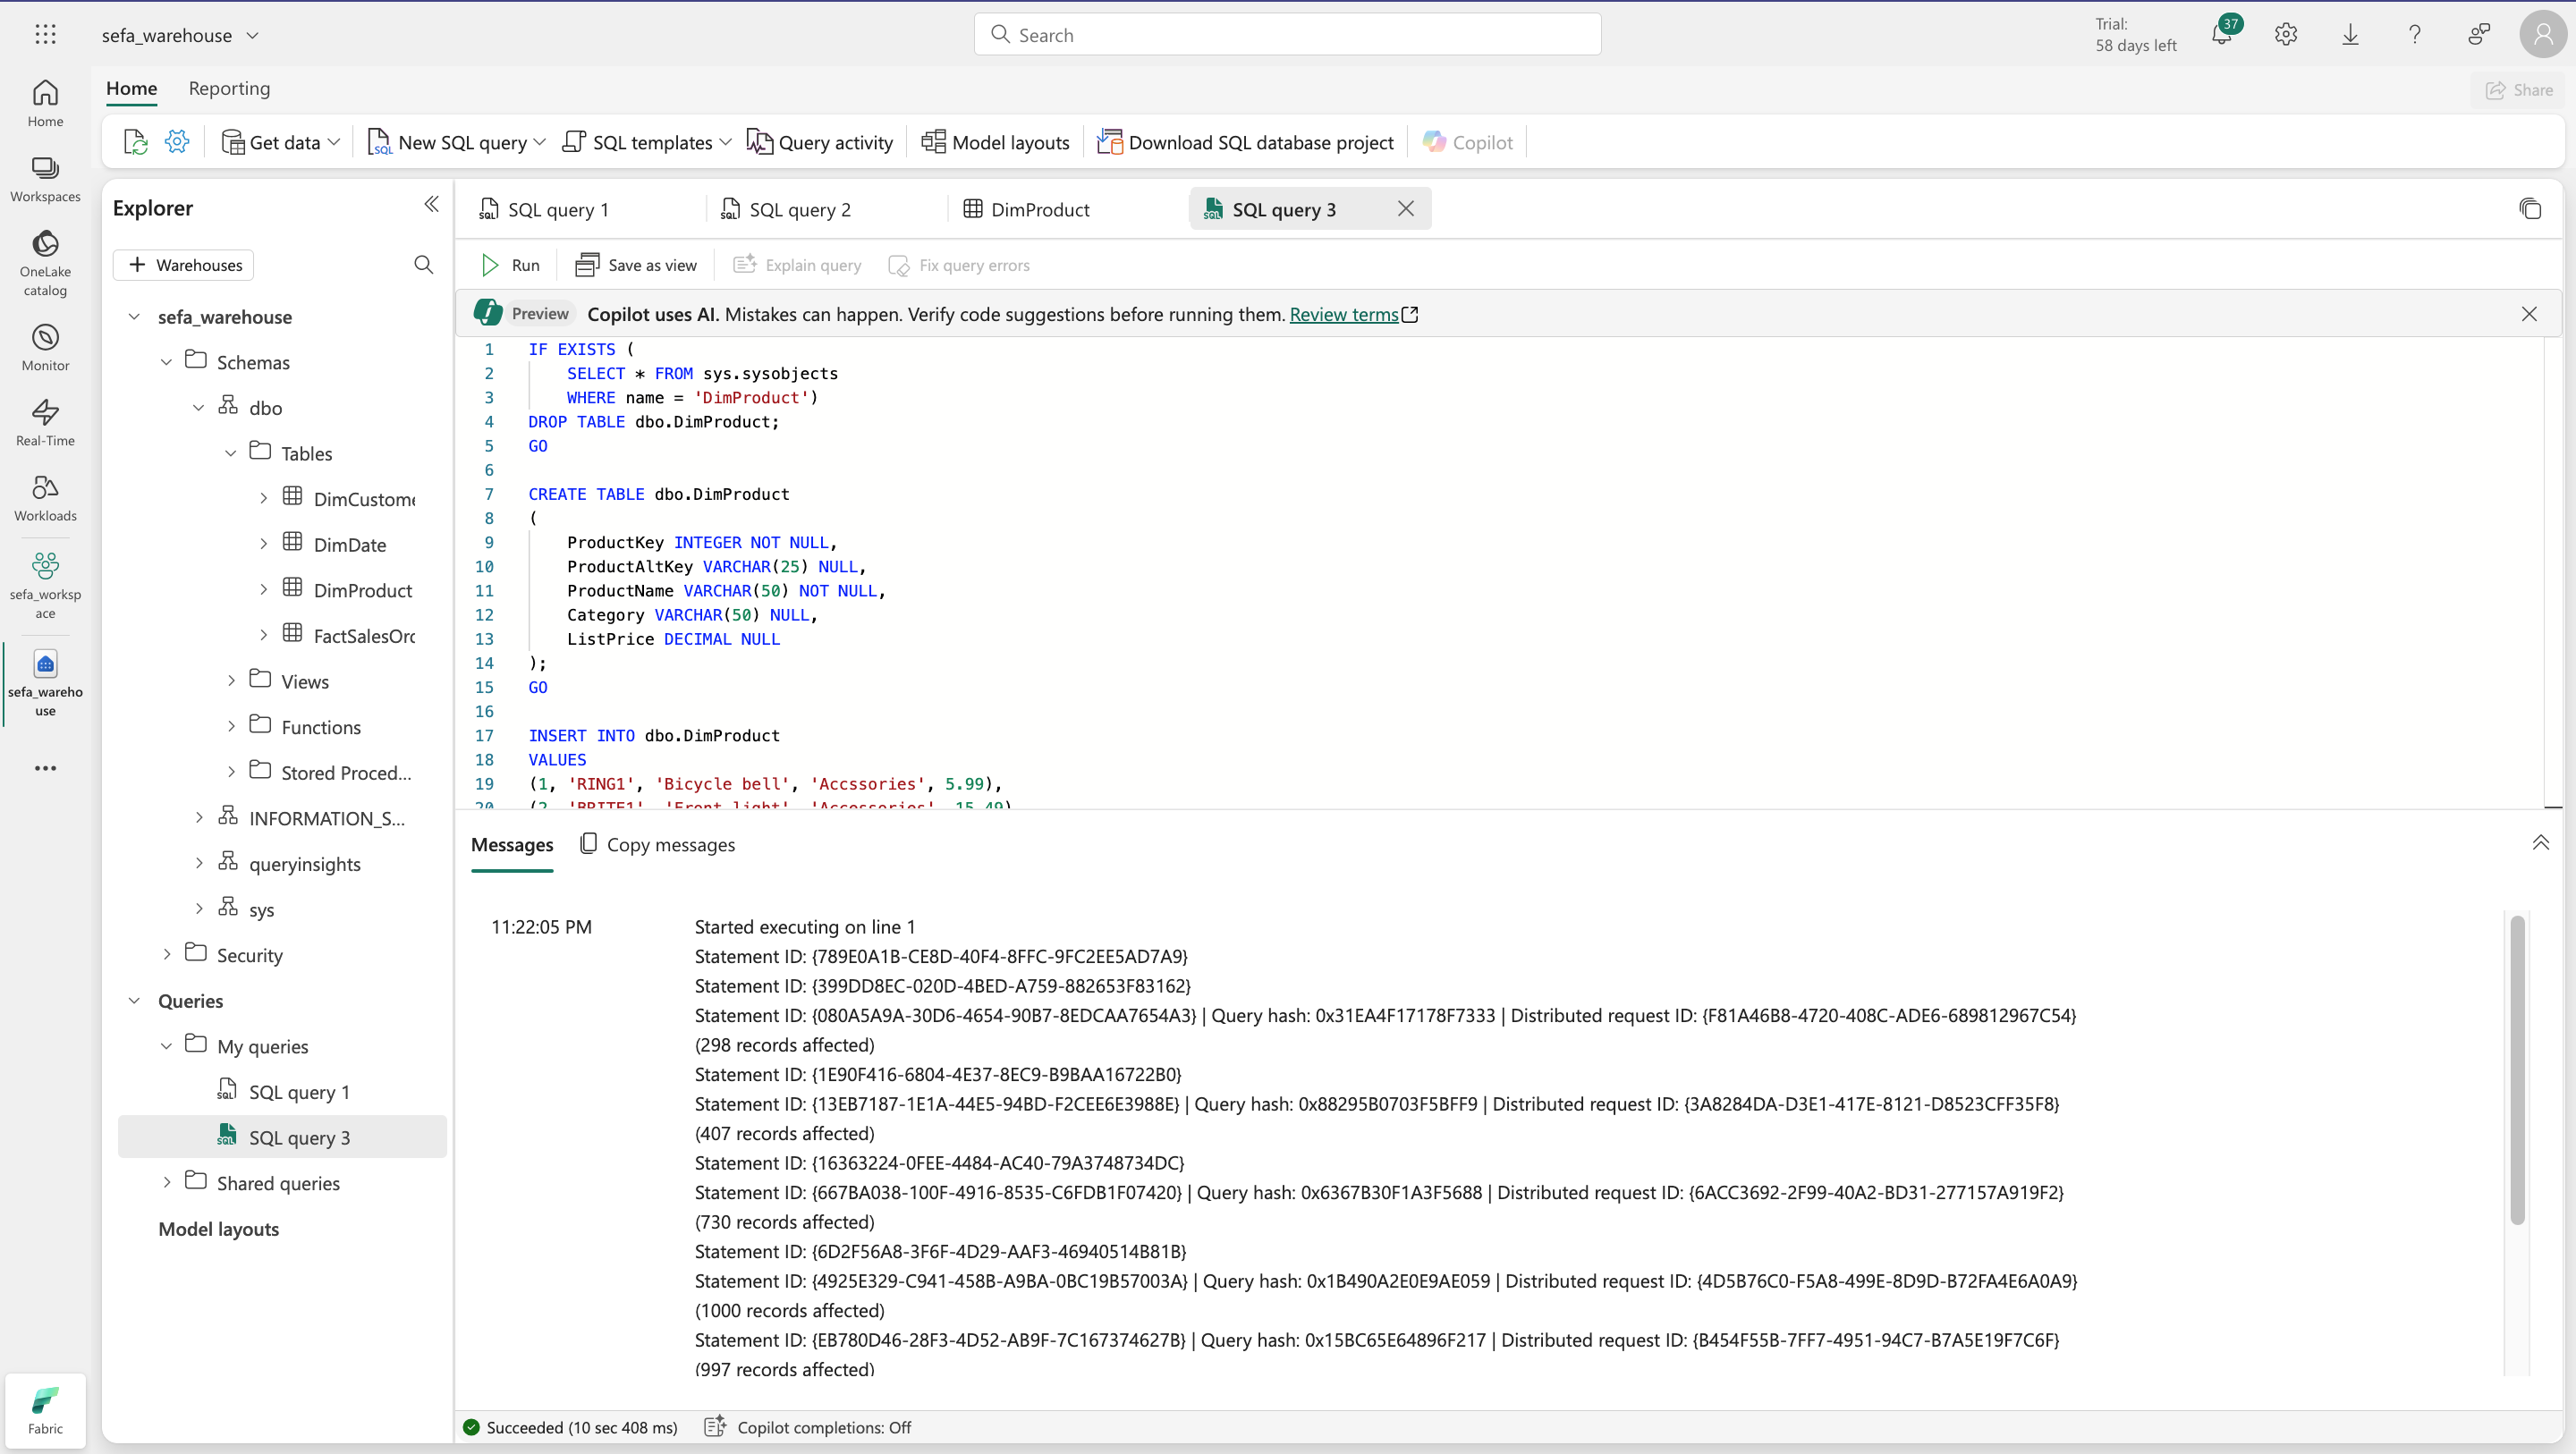 sefa_warehouse
Search
Trial:
58 days left
37
Home
Reporting
Share
Get data
New SQL query
SQL templates
Query activity
Model layouts
Download SQL database project
Copilot
Home
Workspaces
OneLake
catalog
Monitor
Real-Time
Workloads
sefa_worksp
ace
sefa_wareho
use
Fabric
Explorer
Warehouses
sefa_warehouse
Schemas
dbo
Tables
DimCustome
DimDate
DimProduct
FactSalesOrd
Views
Functions
Stored Proced...
INFORMATION_S...
queryinsights
sys
Security
Queries
My queries
SQL query 1
SQL query 3
Shared queries
Model layouts
SQL query 1
SQL query 2
DimProduct
SQL query 3
Run
Save as view
Explain query
Fix query errors
Preview Copilot uses AI. Mistakes can happen. Verify code suggestions before running them. Review terms
1 IF EXISTS (
2 SELECT * FROM sys.sysobjects
3 WHERE name = 'DimProduct')
4 DROP TABLE dbo.DimProduct;
5 GO
6
7 CREATE TABLE dbo.DimProduct
8 (
9 ProductKey INTEGER NOT NULL,
10 ProductAltKey VARCHAR(25) NULL,
11 ProductName VARCHAR(50) NOT NULL,
12 Category VARCHAR(50) NULL,
13 ListPrice DECIMAL NULL
14 );
15 GO
16
17 INSERT INTO dbo.DimProduct
18 VALUES
19 (1, 'RING1', 'Bicycle bell', 'Accssories', 5.99),
20 (2, 'BRITE1', 'Front light', 'Accessories', 15.49)
Messages
Copy messages
11:22:05 PM
Started executing on line 1
Statement ID: {789E0A1B-CE8D-40F4-8FFC-9FC2EE5AD7A9}
Statement ID: {399DD8EC-020D-4BED-A759-882653F83162}
Statement ID: {080A5A9A-30D6-4654-90B7-8EDCAA7654A3} | Query hash: 0x31EA4F17178F7333 | Distributed request ID: {F81A46B8-4720-408C-ADE6-689812967C54}
(298 records affected)
Statement ID: {1E90F416-6804-4E37-8EC9-B9BAA16722B0}
Statement ID: {13EB7187-1E1A-44E5-94BD-F2CEE6E3988E} | Query hash: 0x88295B0703F5BFF9 | Distributed request ID: {3A8284DA-D3E1-417E-8121-D8523CFF35F8}
(407 records affected)
Statement ID: {16363224-0FEE-4484-AC40-79A3748734DC}
Statement ID: {667BA038-100F-4916-8535-C6FDB1F07420} | Query hash: 0x6367B30F1A3F5688 | Distributed request ID: {6ACC3692-2F99-40A2-BD31-277157A919F2}
(730 records affected)
Statement ID: {6D2F56A8-3F6F-4D29-AAF3-46940514B81B}
Statement ID: {4925E329-C941-458B-A9BA-0BC19B57003A} | Query hash: 0x1B490A2E0E9AE059 | Distributed request ID: {4D5B76C0-F5A8-499E-8D9D-B72FA4E6A0A9}
(1000 records affected)
Statement ID: {EB780D46-28F3-4D52-AB9F-7C167374627B} | Query hash: 0x15BC65E64896F217 | Distributed request ID: {B454F55B-7FF7-4951-94C7-B7A5E19F7C6F}
(997 records affected)
Succeeded (10 sec 408 ms)
Copilot completions: Off